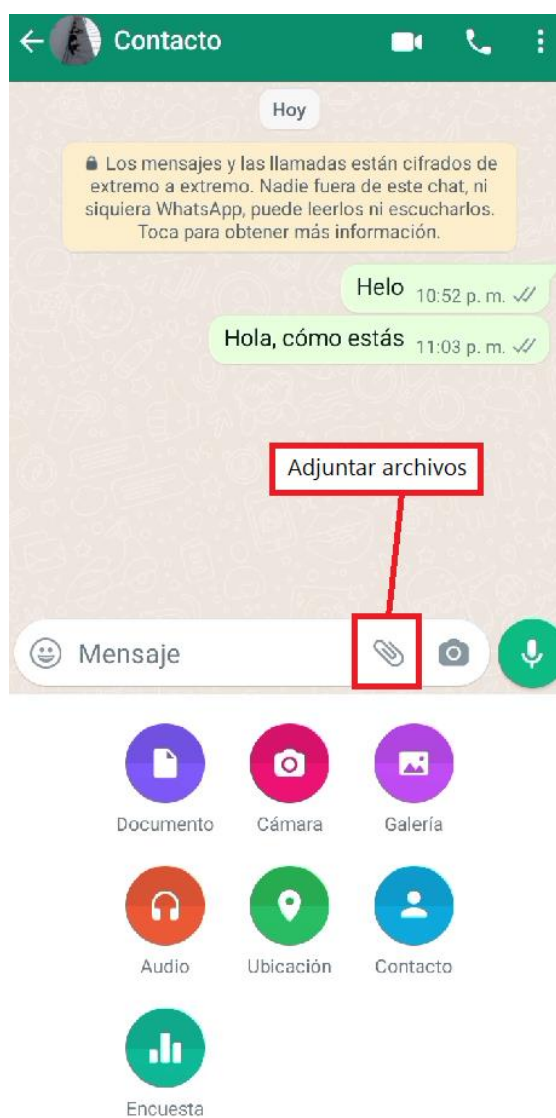 Contacto
Hoy
Los mensajes y las llamadas están cifrados de
extremo a extremo. Nadie fuera de este chat, ni
siquiera WhatsApp, puede leerlos ni escucharlos.
Toca para obtener más información.
Helo 10:52 p. m.
Hola, cómo estás 11:03 p. m.
Adjuntar archivos
Mensaje
Documento Cámara Galería
Audio Ubicación Contacto
Encuesta